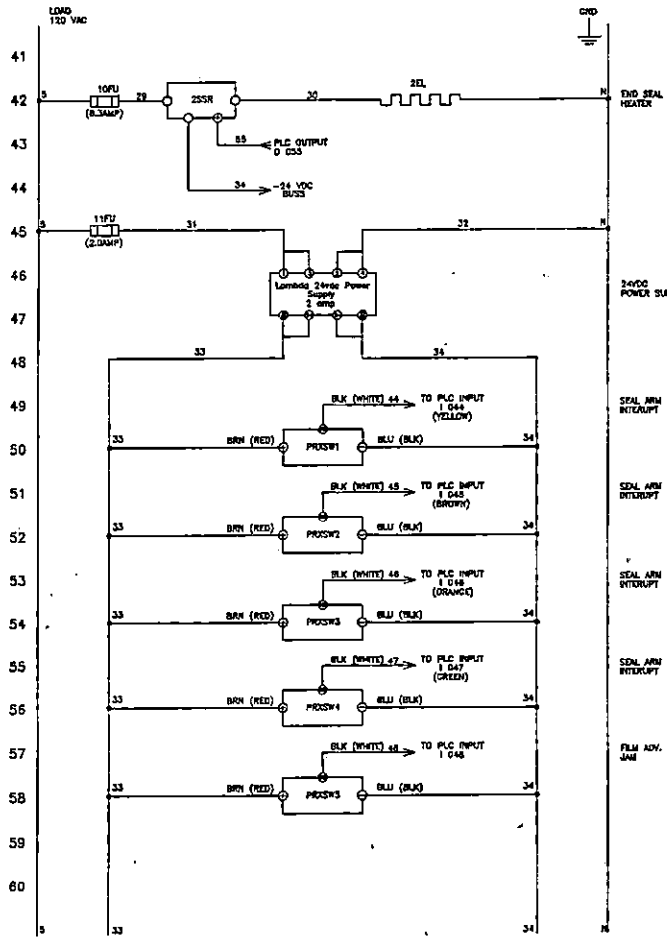 LOAD
120 VAC
GND
41
42
5
10FU
29
2SSR
30
2EL
N
END SEAL
HEATER
43
55
PLC OUTPUT
O 033
44
34
-24 VDC
BUSS
45
5
11FU
(2.0AMP)
31
32
N
46
Lambda 24vdc Power
Supply
2 amp
24VDC
POWER SU
47
48
33
34
49
BLK (WHITE) 44
TO PLC INPUT
I 044
(YELLOW)
SEAL ARM
INTERUPT
50
33
BRN (RED)
PRXSW1
BLU (BLK)
34
51
BLK (WHITE) 45
TO PLC INPUT
I 045
(BROWN)
SEAL ARM
INTERUPT
52
33
BRN (RED)
PRXSW2
BLU (BLK)
34
53
BLK (WHITE) 46
TO PLC INPUT
I 046
(ORANGE)
SEAL ARM
INTERUPT
54
33
BRN (RED)
PRXSW3
BLU (BLK)
34
55
BLK (WHITE) 47
TO PLC INPUT
I 047
(GREEN)
SEAL ARM
INTERUPT
56
33
BRN (RED)
PRXSW4
BLU (BLK)
34
57
BLK (WHITE) 48
TO PLC INPUT
I 048
FILM ADV.
JAM
58
33
BRN (RED)
PRXSW5
BLU (BLK)
34
59
60
5
33
34
N